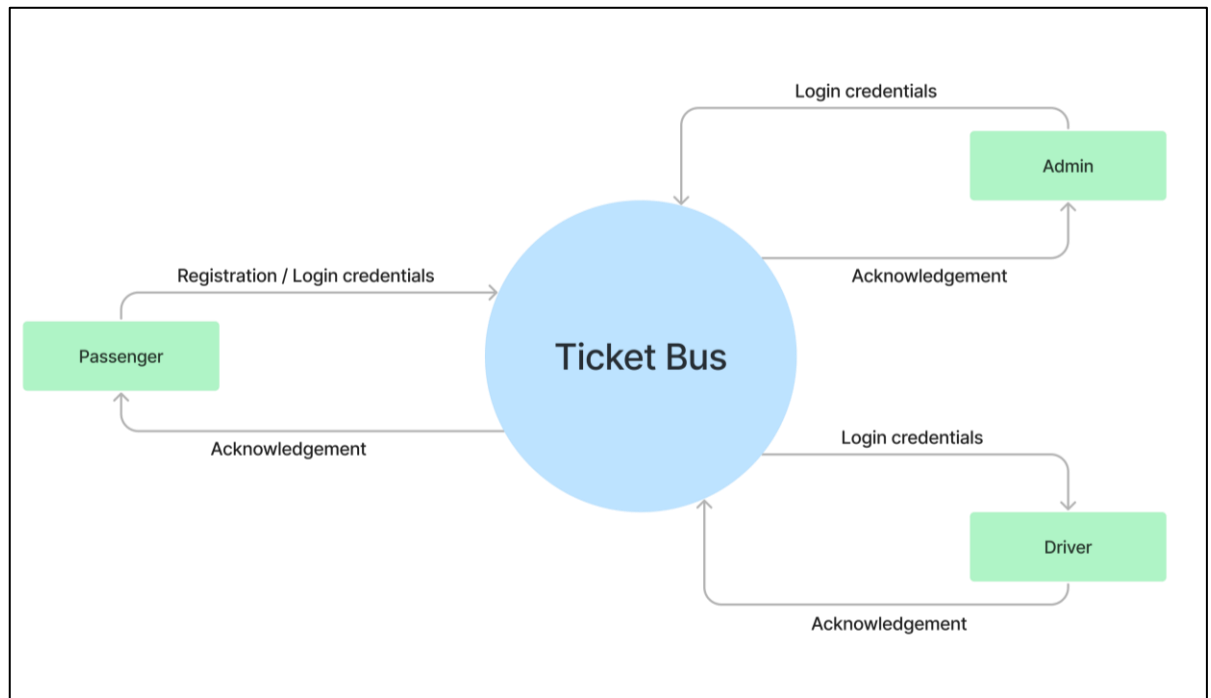 Login credentials
Admin
Acknowledgement
Registration / Login credentials
Passenger
Acknowledgement
Ticket Bus
Login credentials
Driver
Acknowledgement